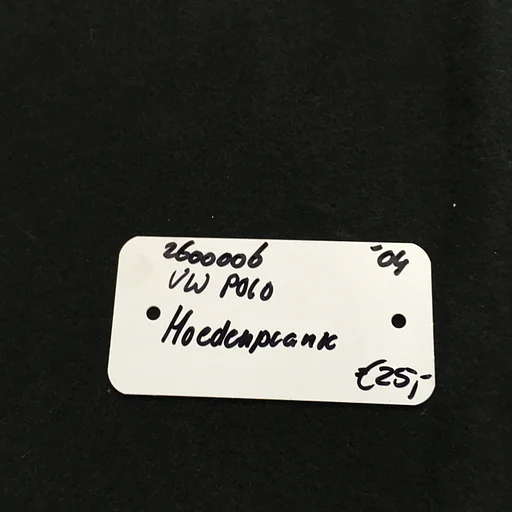 2600006 '04
VW POLO
Hoedenplank
€25,-